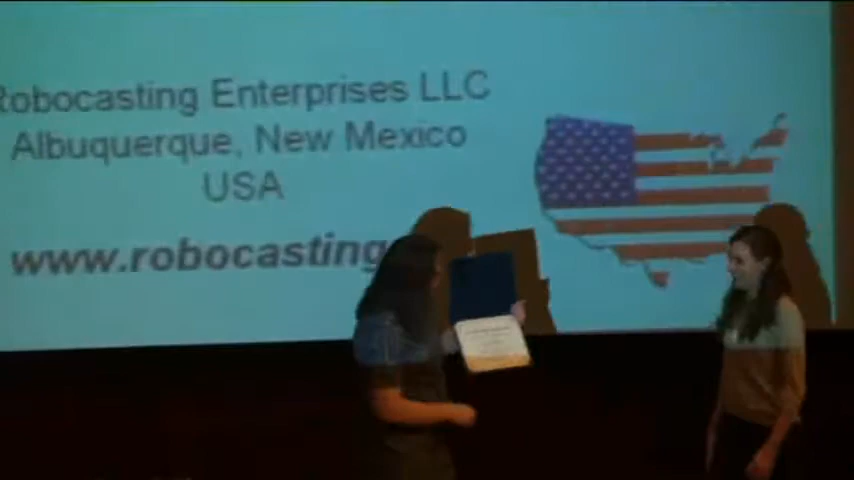 Robocasting Enterprises LLC
Albuquerque, New Mexico
USA
www.robocasting